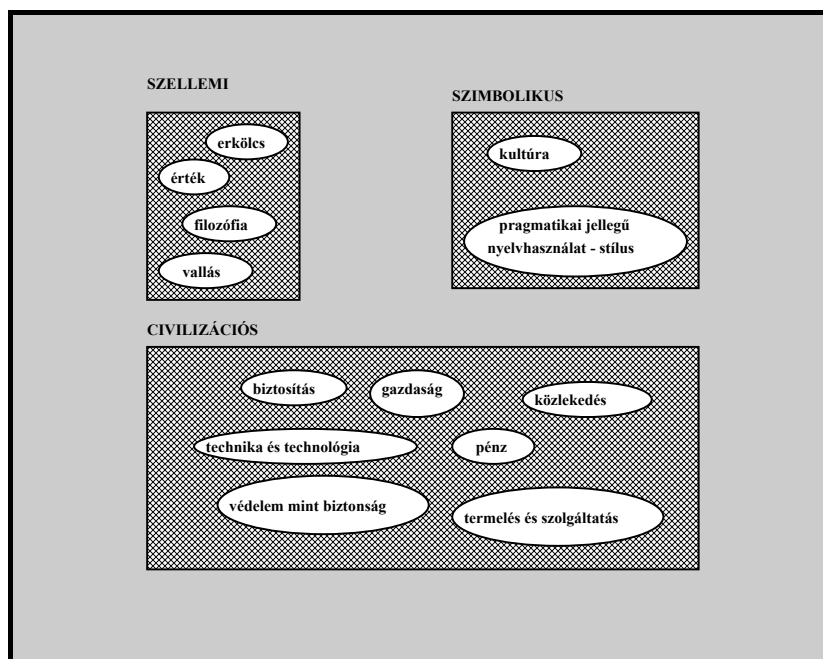 SZELLEMI
erkölcs
érték
filozófia
vallás
SZIMBOLIKUS
kultúra
pragmatikai jellegű
nyelvhasználat - stílus
CIVILIZÁCIÓS
biztosítás
gazdaság
közlekedés
technika és technológia
pénz
védelem mint biztonság
termelés és szolgáltatás